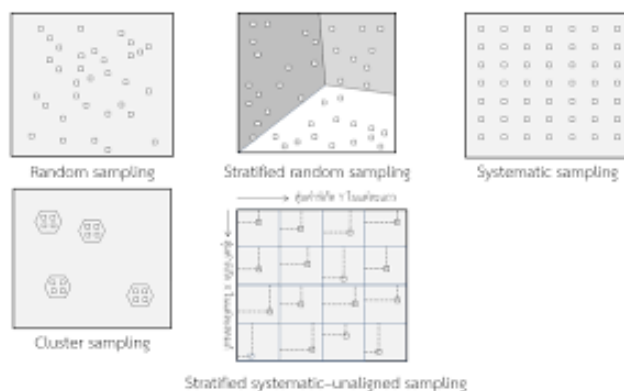 Random sampling
Stratified random sampling
Systematic sampling
Cluster sampling
Stratified systematic-unaligned sampling